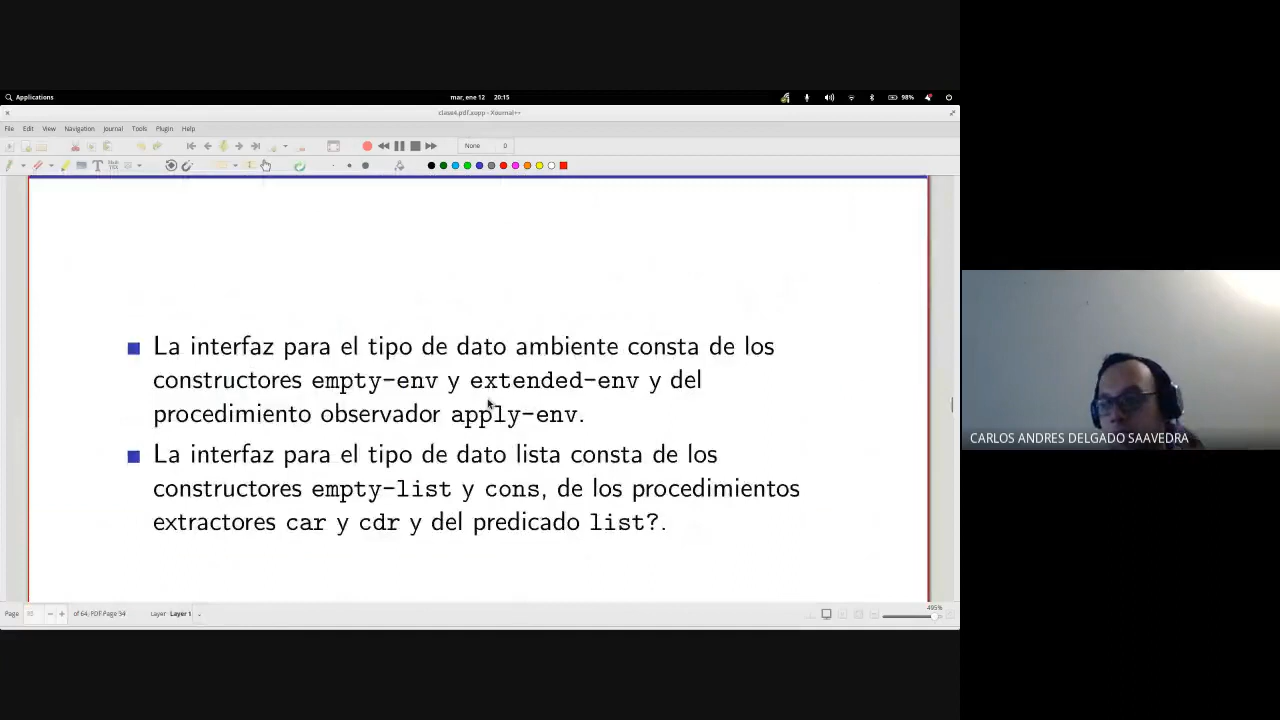 Applications
mar, ene 12 20:15
98%
clase4.pdf.xopp - Xournal++
File Edit View Navigation Journal Tools Plugin Help
None 0
La interfaz para el tipo de dato ambiente consta de los
constructores empty-env y extended-env y del
procedimiento observador apply-env.
La interfaz para el tipo de dato lista consta de los
constructores empty-list y cons, de los procedimientos
extractores car y cdr y del predicado list?.
CARLOS ANDRES DELGADO SAAVEDRA
Page of 64, PDF Page 34 Layer Layer 1
495%